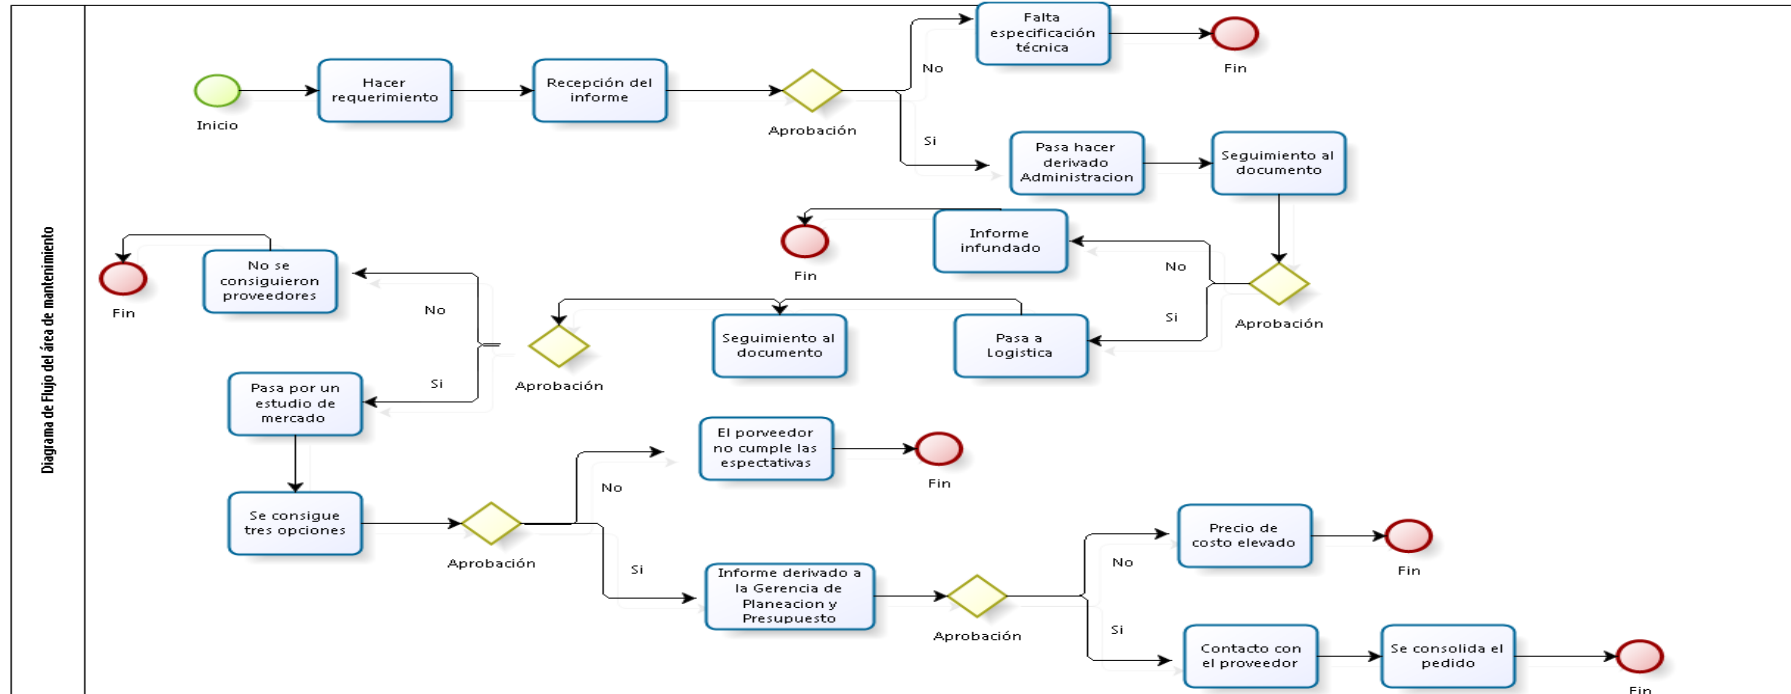 Diagrama de Flujo del área de mantenimiento
Inicio
Hacer
requerimiento
Recepción del
informe
Aprobación
No
Falta
especificación
técnica
Fin
Si
Pasa hacer
derivado
Administracion
Seguimiento al
documento
Aprobación
No
Informe
infundado
Fin
Si
Pasa a
Logistica
Seguimiento al
documento
Aprobación
No
No se
consiguieron
proveedores
Fin
Si
Pasa por un
estudio de
mercado
Se consigue
tres opciones
Aprobación
No
El porveedor
no cumple las
espectativas
Fin
Si
Informe derivado a
la Gerencia de
Planeacion y
Presupuesto
Aprobación
No
Precio de
costo elevado
Fin
Si
Contacto con
el proveedor
Se consolida el
pedido
Fin